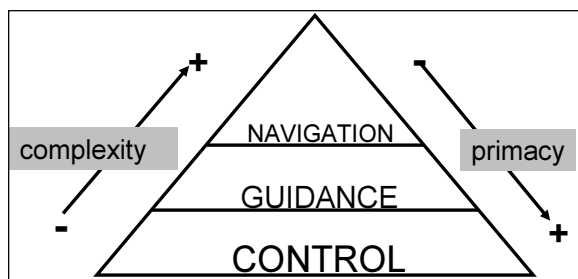 +
-
NAVIGATION
complexity
primacy
GUIDANCE
-
+
CONTROL